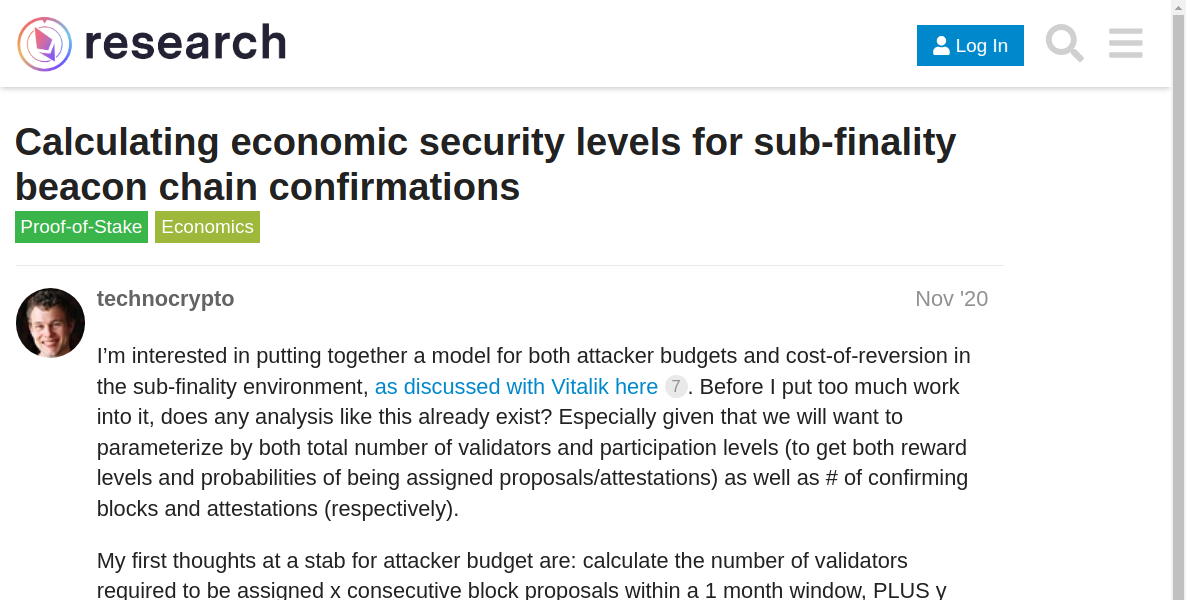 research
Log In
Calculating economic security levels for sub-finality
beacon chain confirmations
Proof-of-Stake Economics
technocrypto
Nov '20
I’m interested in putting together a model for both attacker budgets and cost-of-reversion in
the sub-finality environment, as discussed with Vitalik here 7. Before I put too much work
into it, does any analysis like this already exist? Especially given that we will want to
parameterize by both total number of validators and participation levels (to get both reward
levels and probabilities of being assigned proposals/attestations) as well as # of confirming
blocks and attestations (respectively).
My first thoughts at a stab for attacker budget are: calculate the number of validators
required to be assigned x consecutive block proposals within a 1 month window, PLUS y